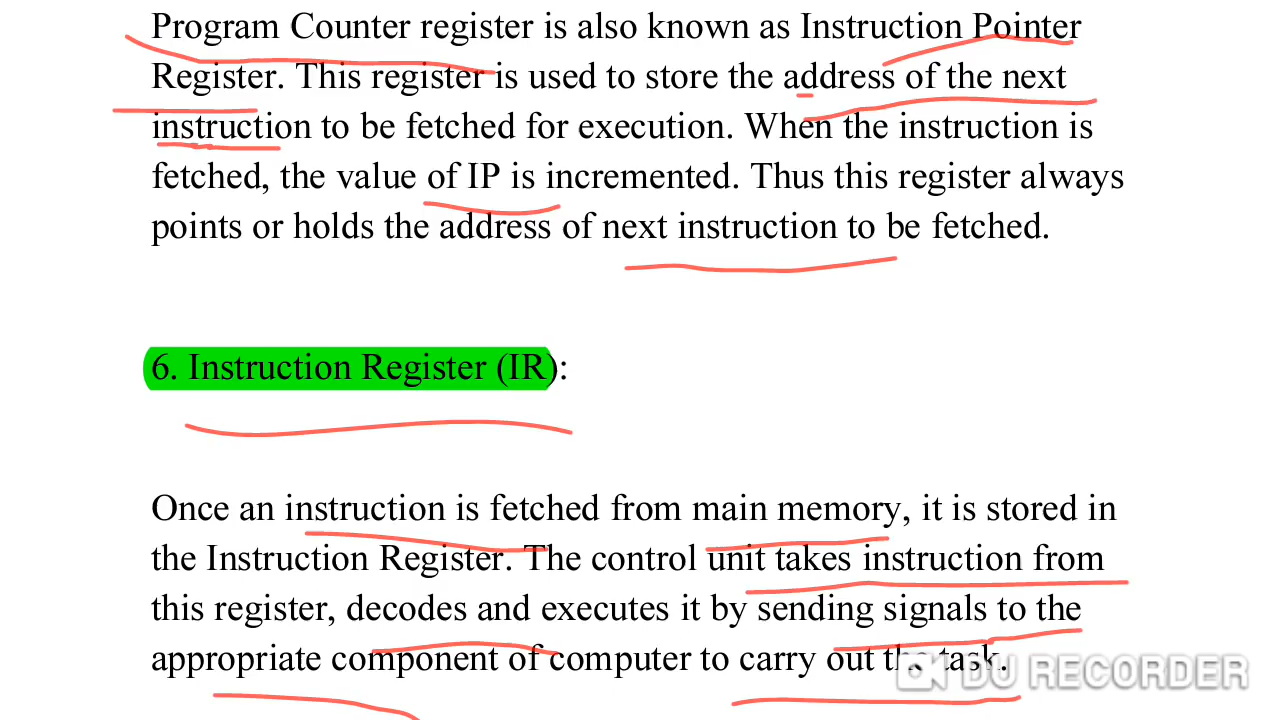 Program Counter register is also known as Instruction Pointer
Register. This register is used to store the address of the next
instruction to be fetched for execution. When the instruction is
fetched, the value of IP is incremented. Thus this register always
points or holds the address of next instruction to be fetched.
6. Instruction Register (IR):
Once an instruction is fetched from main memory, it is stored in
the Instruction Register. The control unit takes instruction from
this register, decodes and executes it by sending signals to the
appropriate component of computer to carry out the task.
DU RECORDER